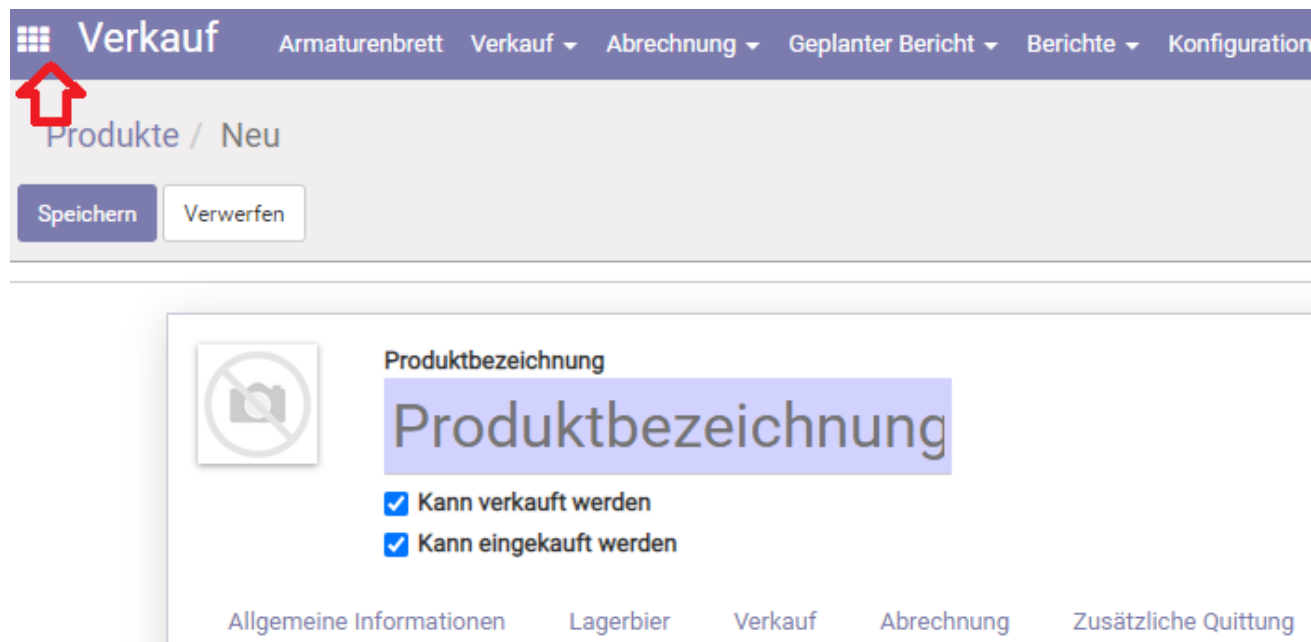 Verkauf Armaturenbrett Verkauf Abrechnung Geplanter Bericht Berichte Konfiguration
Produkte / Neu
Speichern Verwerfen
Produktbezeichnung
Produktbezeichnung
Kann verkauft werden
Kann eingekauft werden
Allgemeine Informationen Lagerbier Verkauf Abrechnung Zusätzliche Quittung